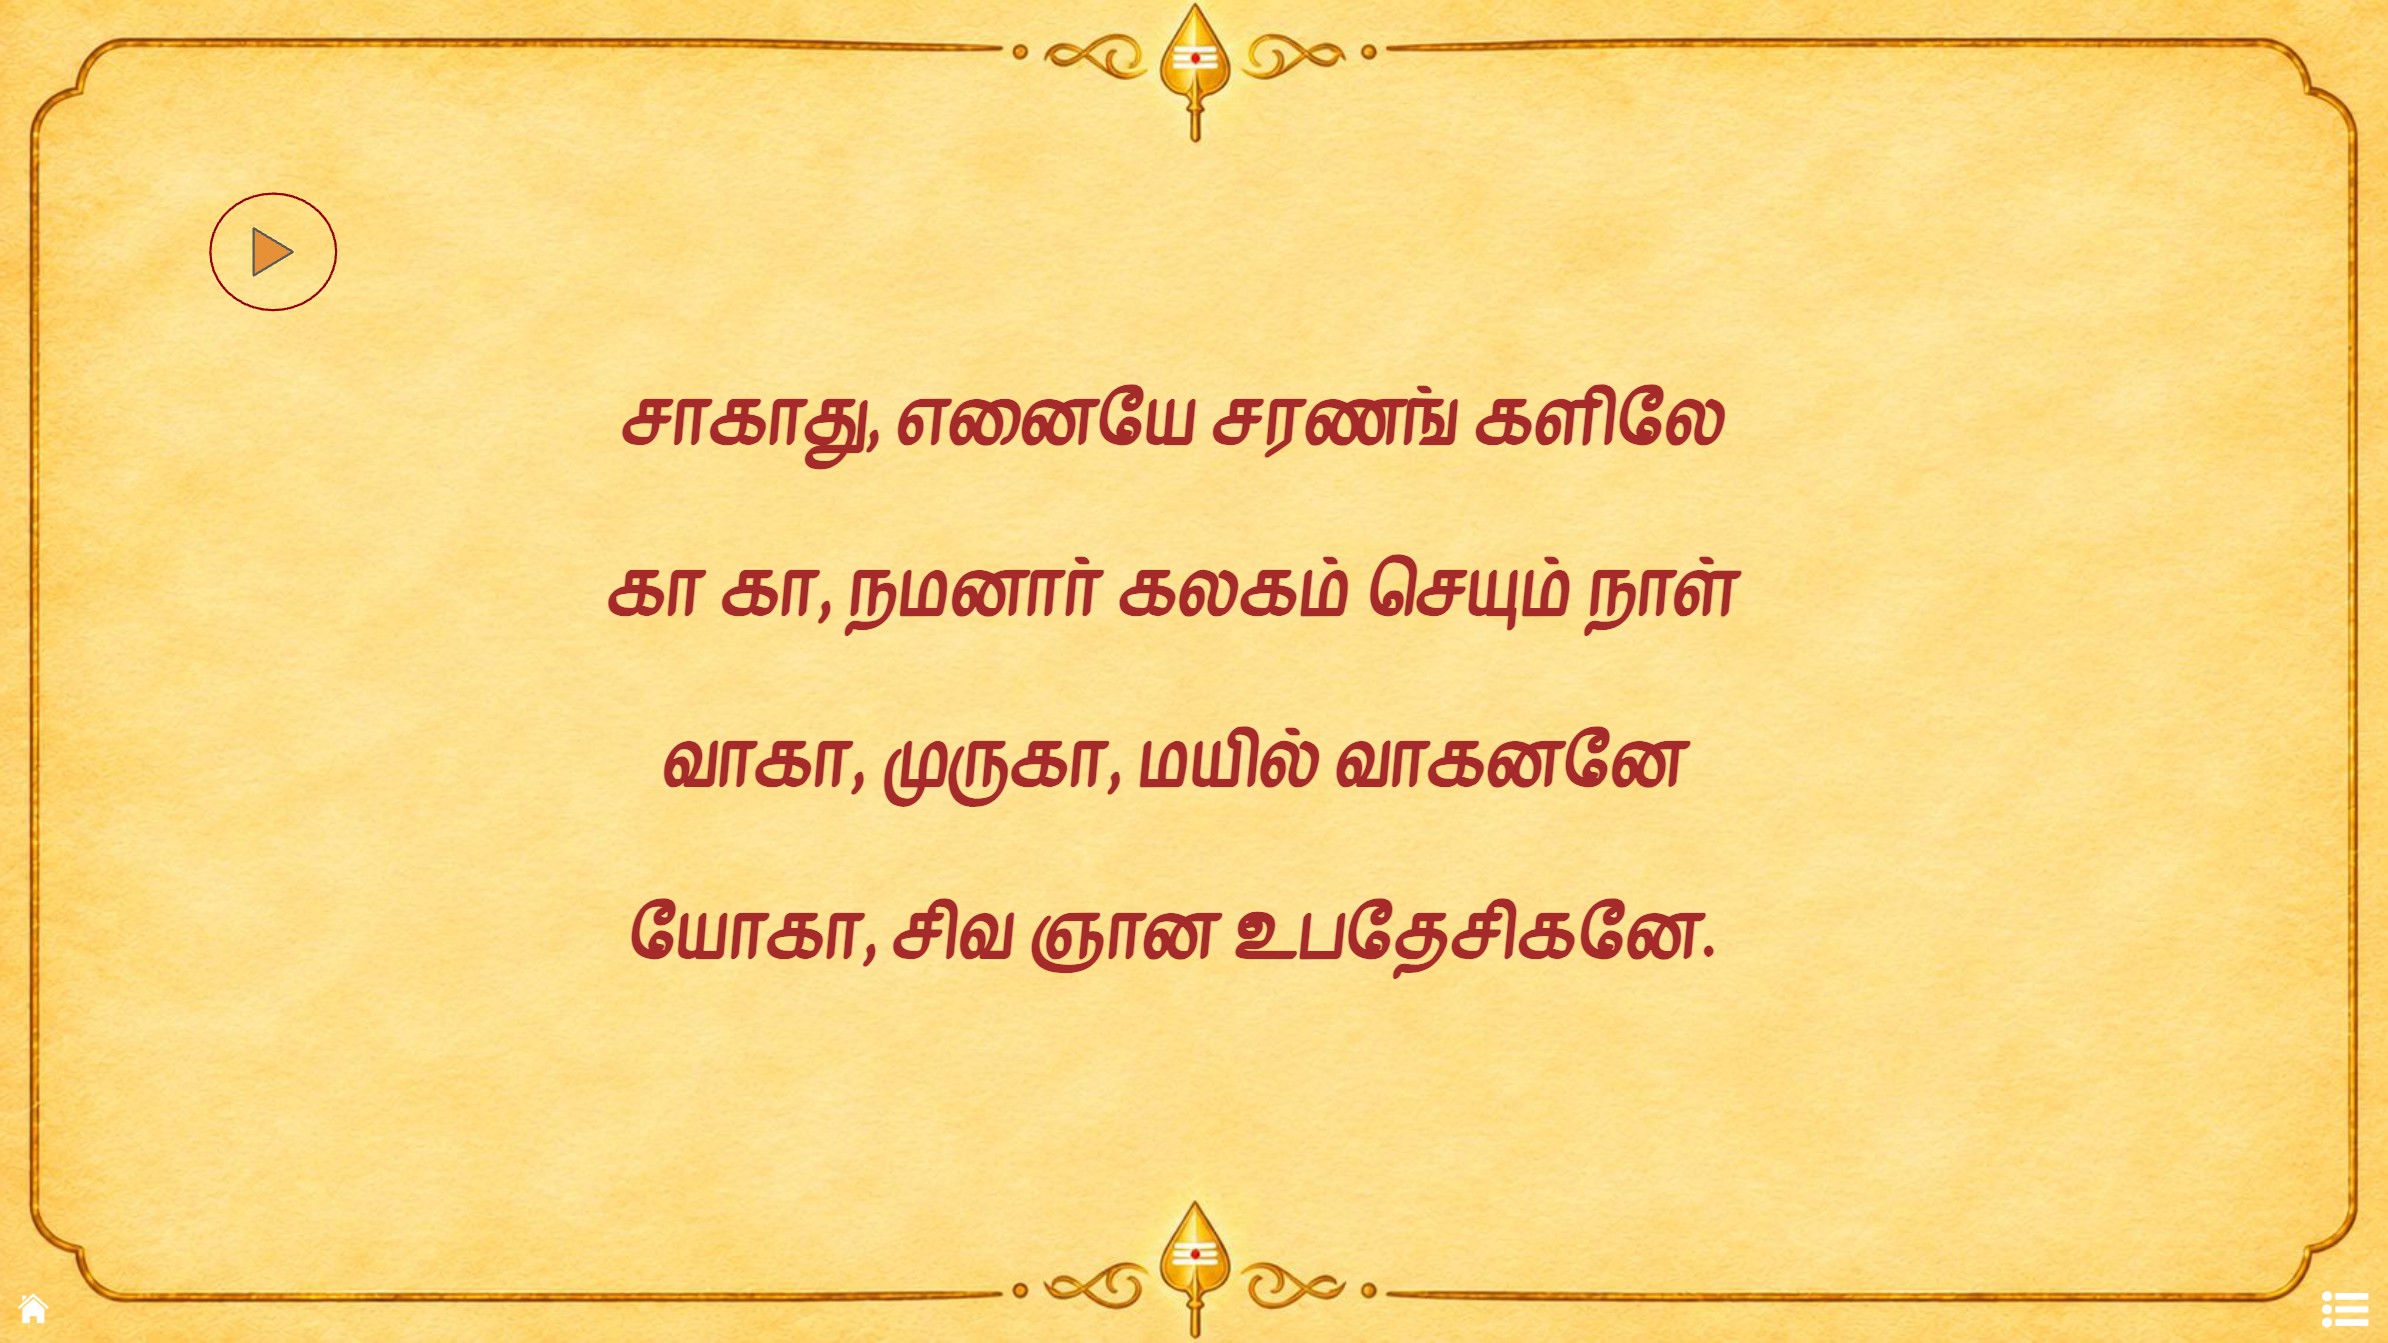 சாகாது, எனையே சரணங் களிலே
கா கா, நமனார் கலகம் செயும் நாள்
வாகா, முருகா, மயில் வாகனனே
யோகா, சிவ ஞான உபதேசிகனே.